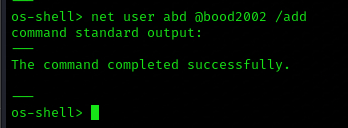 os-shell> net user abd @bood2002 /add
command standard output:
---
The command completed successfully.
---
os-shell>